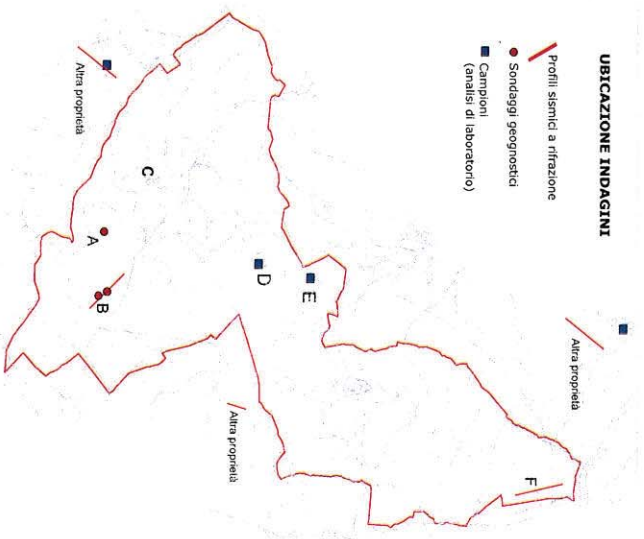 UBICAZIONE INDAGINI
Profili sismici a rifrazione
Sondaggi geognostici
Campioni
(analisi di laboratorio)
Altra proprietà
Altra proprietà
Altra proprietà
A
B
C
D
E
F